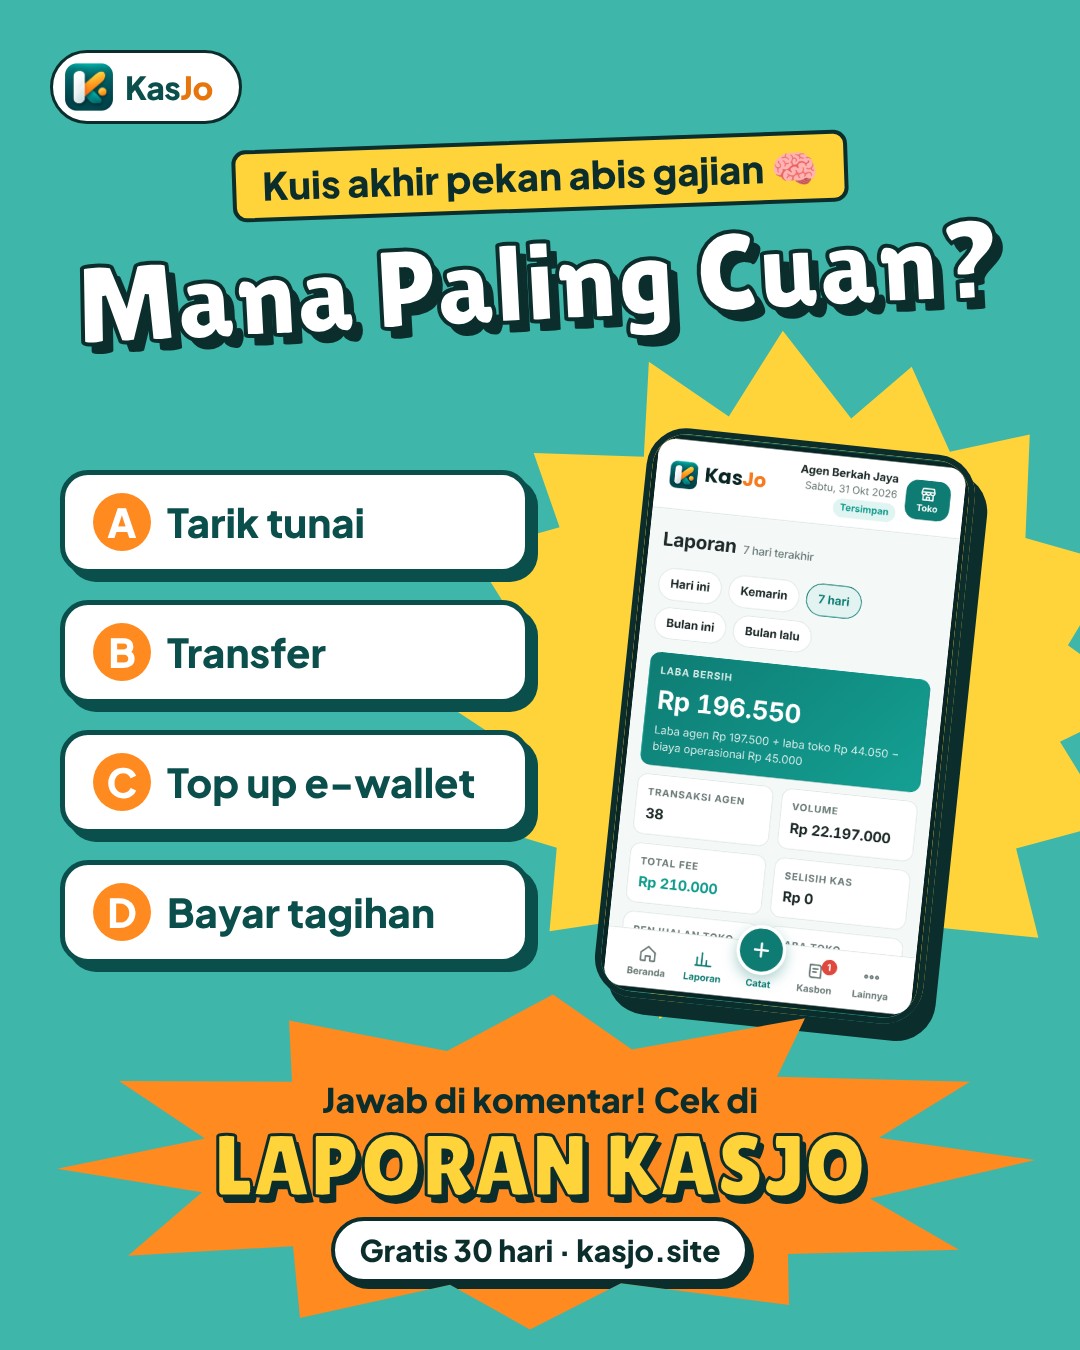 KasJo
Kuis akhir pekan abis gajian 🧠
Mana Paling Cuan?
A Tarik tunai
B Transfer
C Top up e-wallet
D Bayar tagihan
KasJo
Agen Berkah Jaya
Sabtu, 31 Okt 2026
Tersimpan
Toko
Laporan 7 hari terakhir
Hari ini Kemarin 7 hari
Bulan ini Bulan lalu
LABA BERSIH
Rp 196.550
Laba agen Rp 197.500 + laba toko Rp 44.050 −
biaya operasional Rp 45.000
TRANSAKSI AGEN
38
VOLUME
Rp 22.197.000
TOTAL FEE
Rp 210.000
SELISIH KAS
Rp 0
Beranda Laporan Catat Kasbon 1 Lainnya
Jawab di komentar! Cek di
LAPORAN KASJO
Gratis 30 hari · kasjo.site